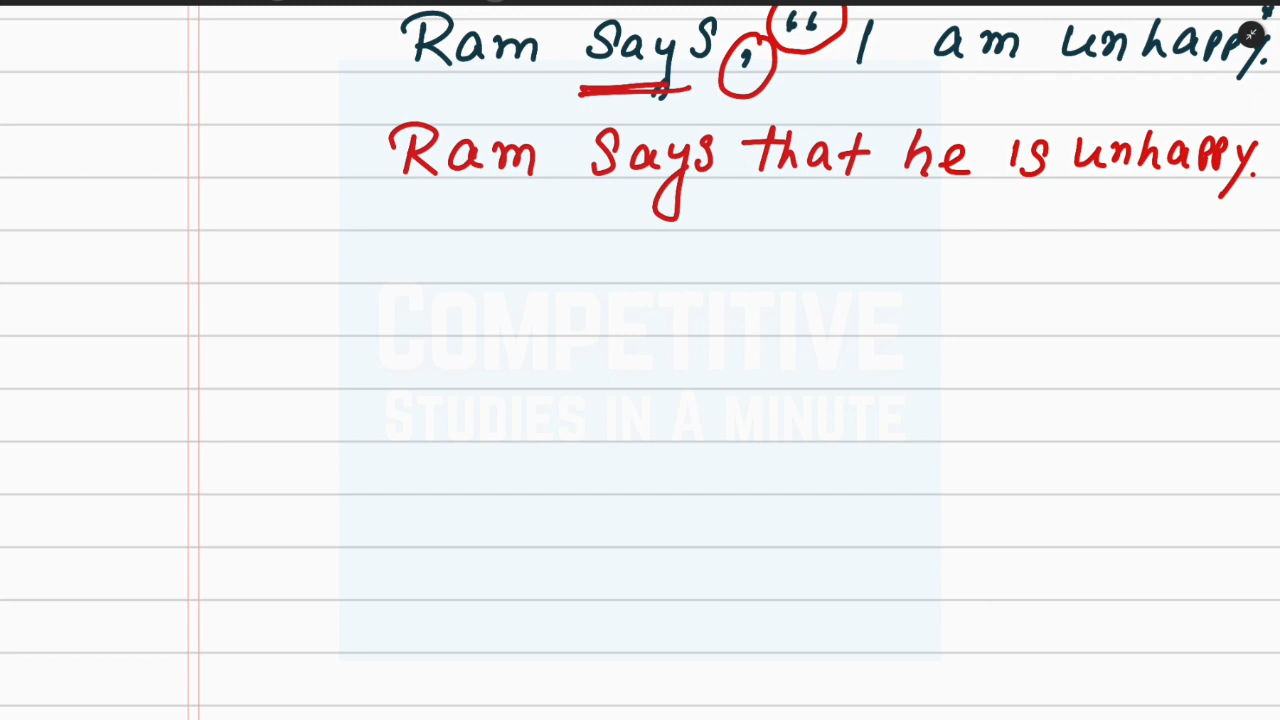 Ram says, “I am unhappy.”
Ram says that he is unhappy.
COMPETITIVE
STUDIES IN A MINUTE